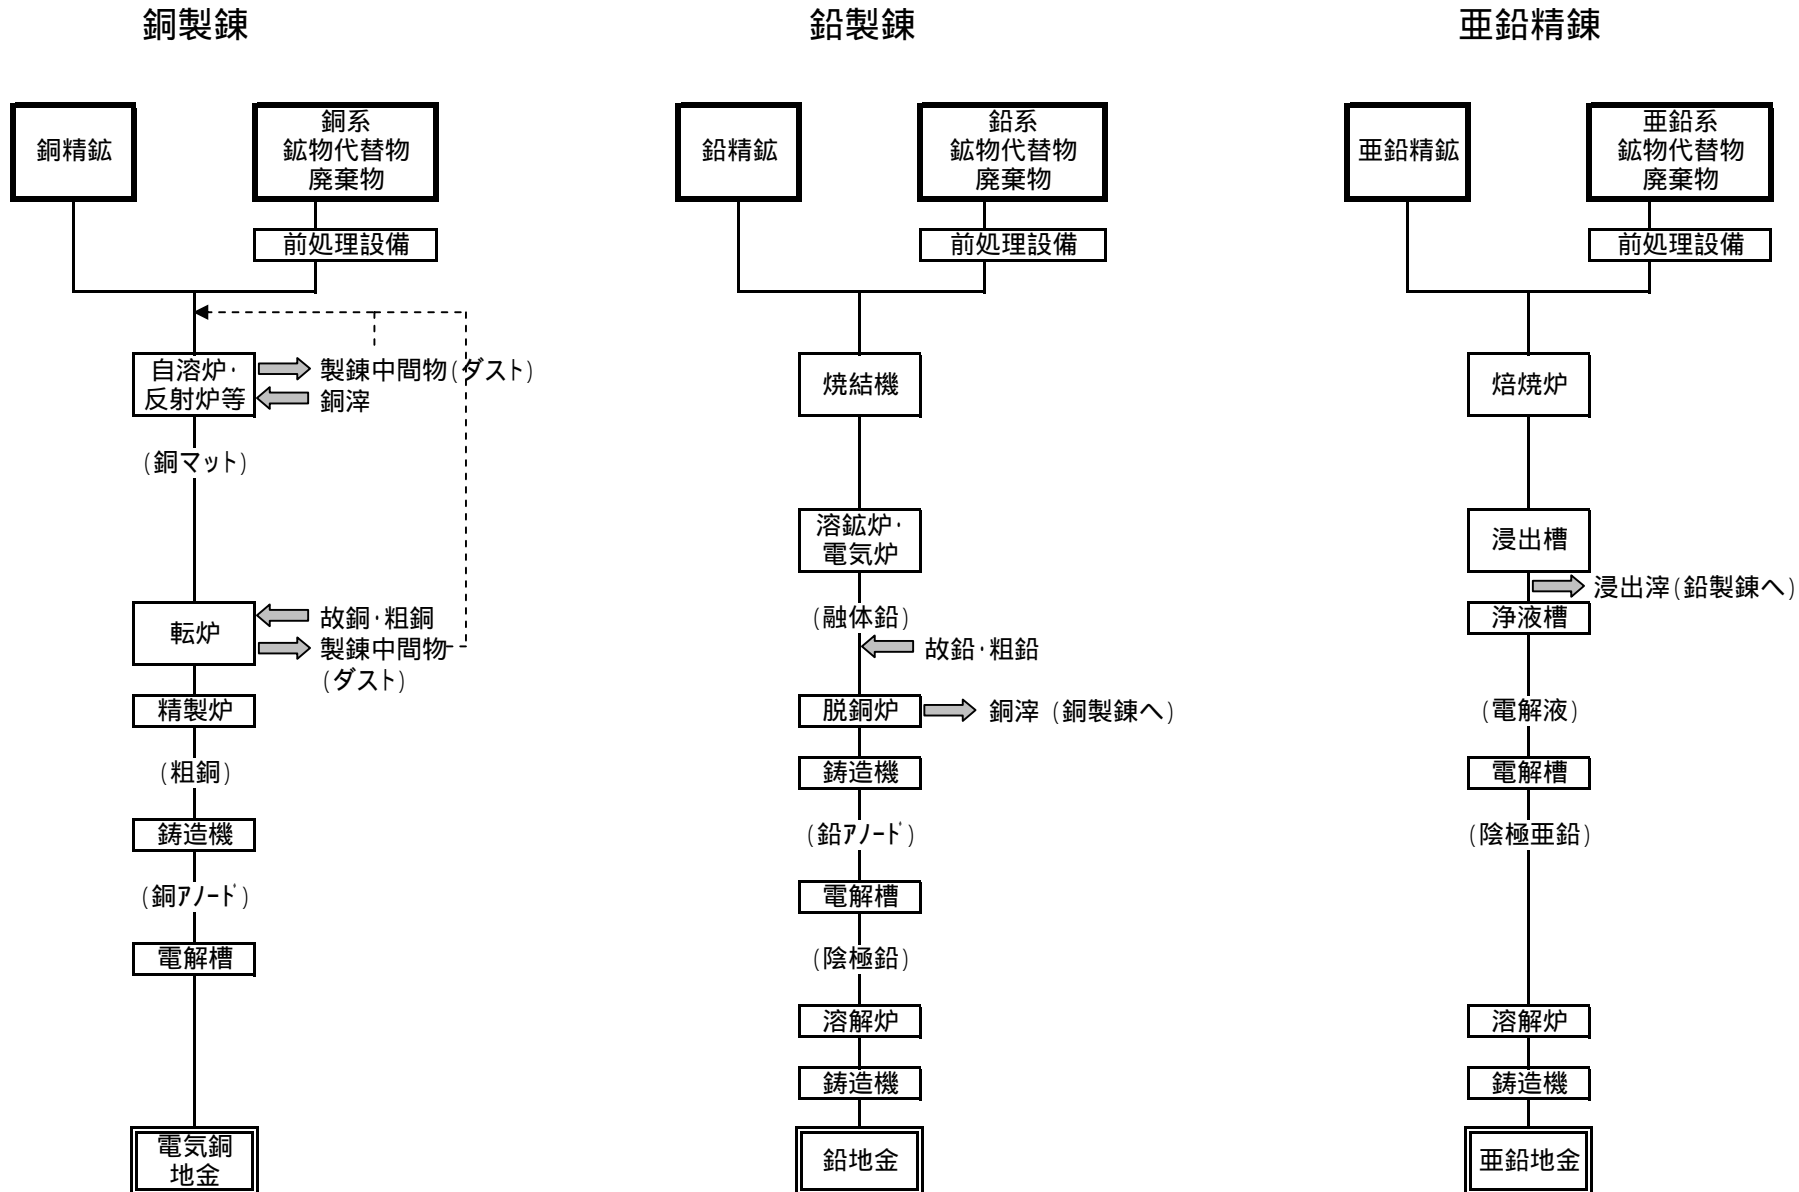 銅製錬
銅精鉱
銅系
鉱物代替物
廃棄物
前処理設備
自溶炉・
反射炉等
製錬中間物(ダスト)
銅滓
(銅マット)
転炉
故銅・粗銅
製錬中間物
(ダスト)
精製炉
(粗銅)
鋳造機
(銅ｱﾉｰﾄﾞ)
電解槽
電気銅
地金
鉛製錬
鉛精鉱
鉛系
鉱物代替物
廃棄物
前処理設備
焼結機
溶鉱炉・
電気炉
(融体鉛)
故鉛・粗鉛
脱銅炉
銅滓 (銅製錬へ)
鋳造機
(鉛ｱﾉｰﾄﾞ)
電解槽
(陰極鉛)
溶解炉
鋳造機
鉛地金
亜鉛精錬
亜鉛精鉱
亜鉛系
鉱物代替物
廃棄物
前処理設備
焙焼炉
浸出槽
浸出滓(鉛製錬へ)
浄液槽
(電解液)
電解槽
(陰極亜鉛)
溶解炉
鋳造機
亜鉛地金